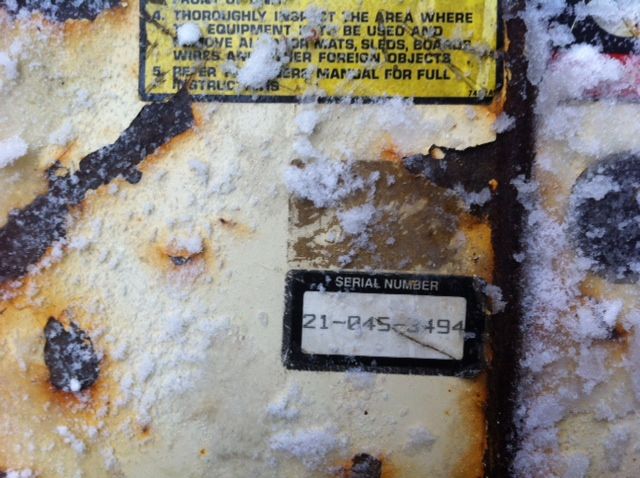 4. THOROUGHLY INSPECT THE AREA WHERE
EQUIPMENT IS TO BE USED AND
REMOVE ALL DOOR MATS, SLEDS, BOARDS,
WIRES AND OTHER FOREIGN OBJECTS
5. REFER TO OWNERS MANUAL FOR FULL
INSTRUCTIONS
SERIAL NUMBER
21-045-3494